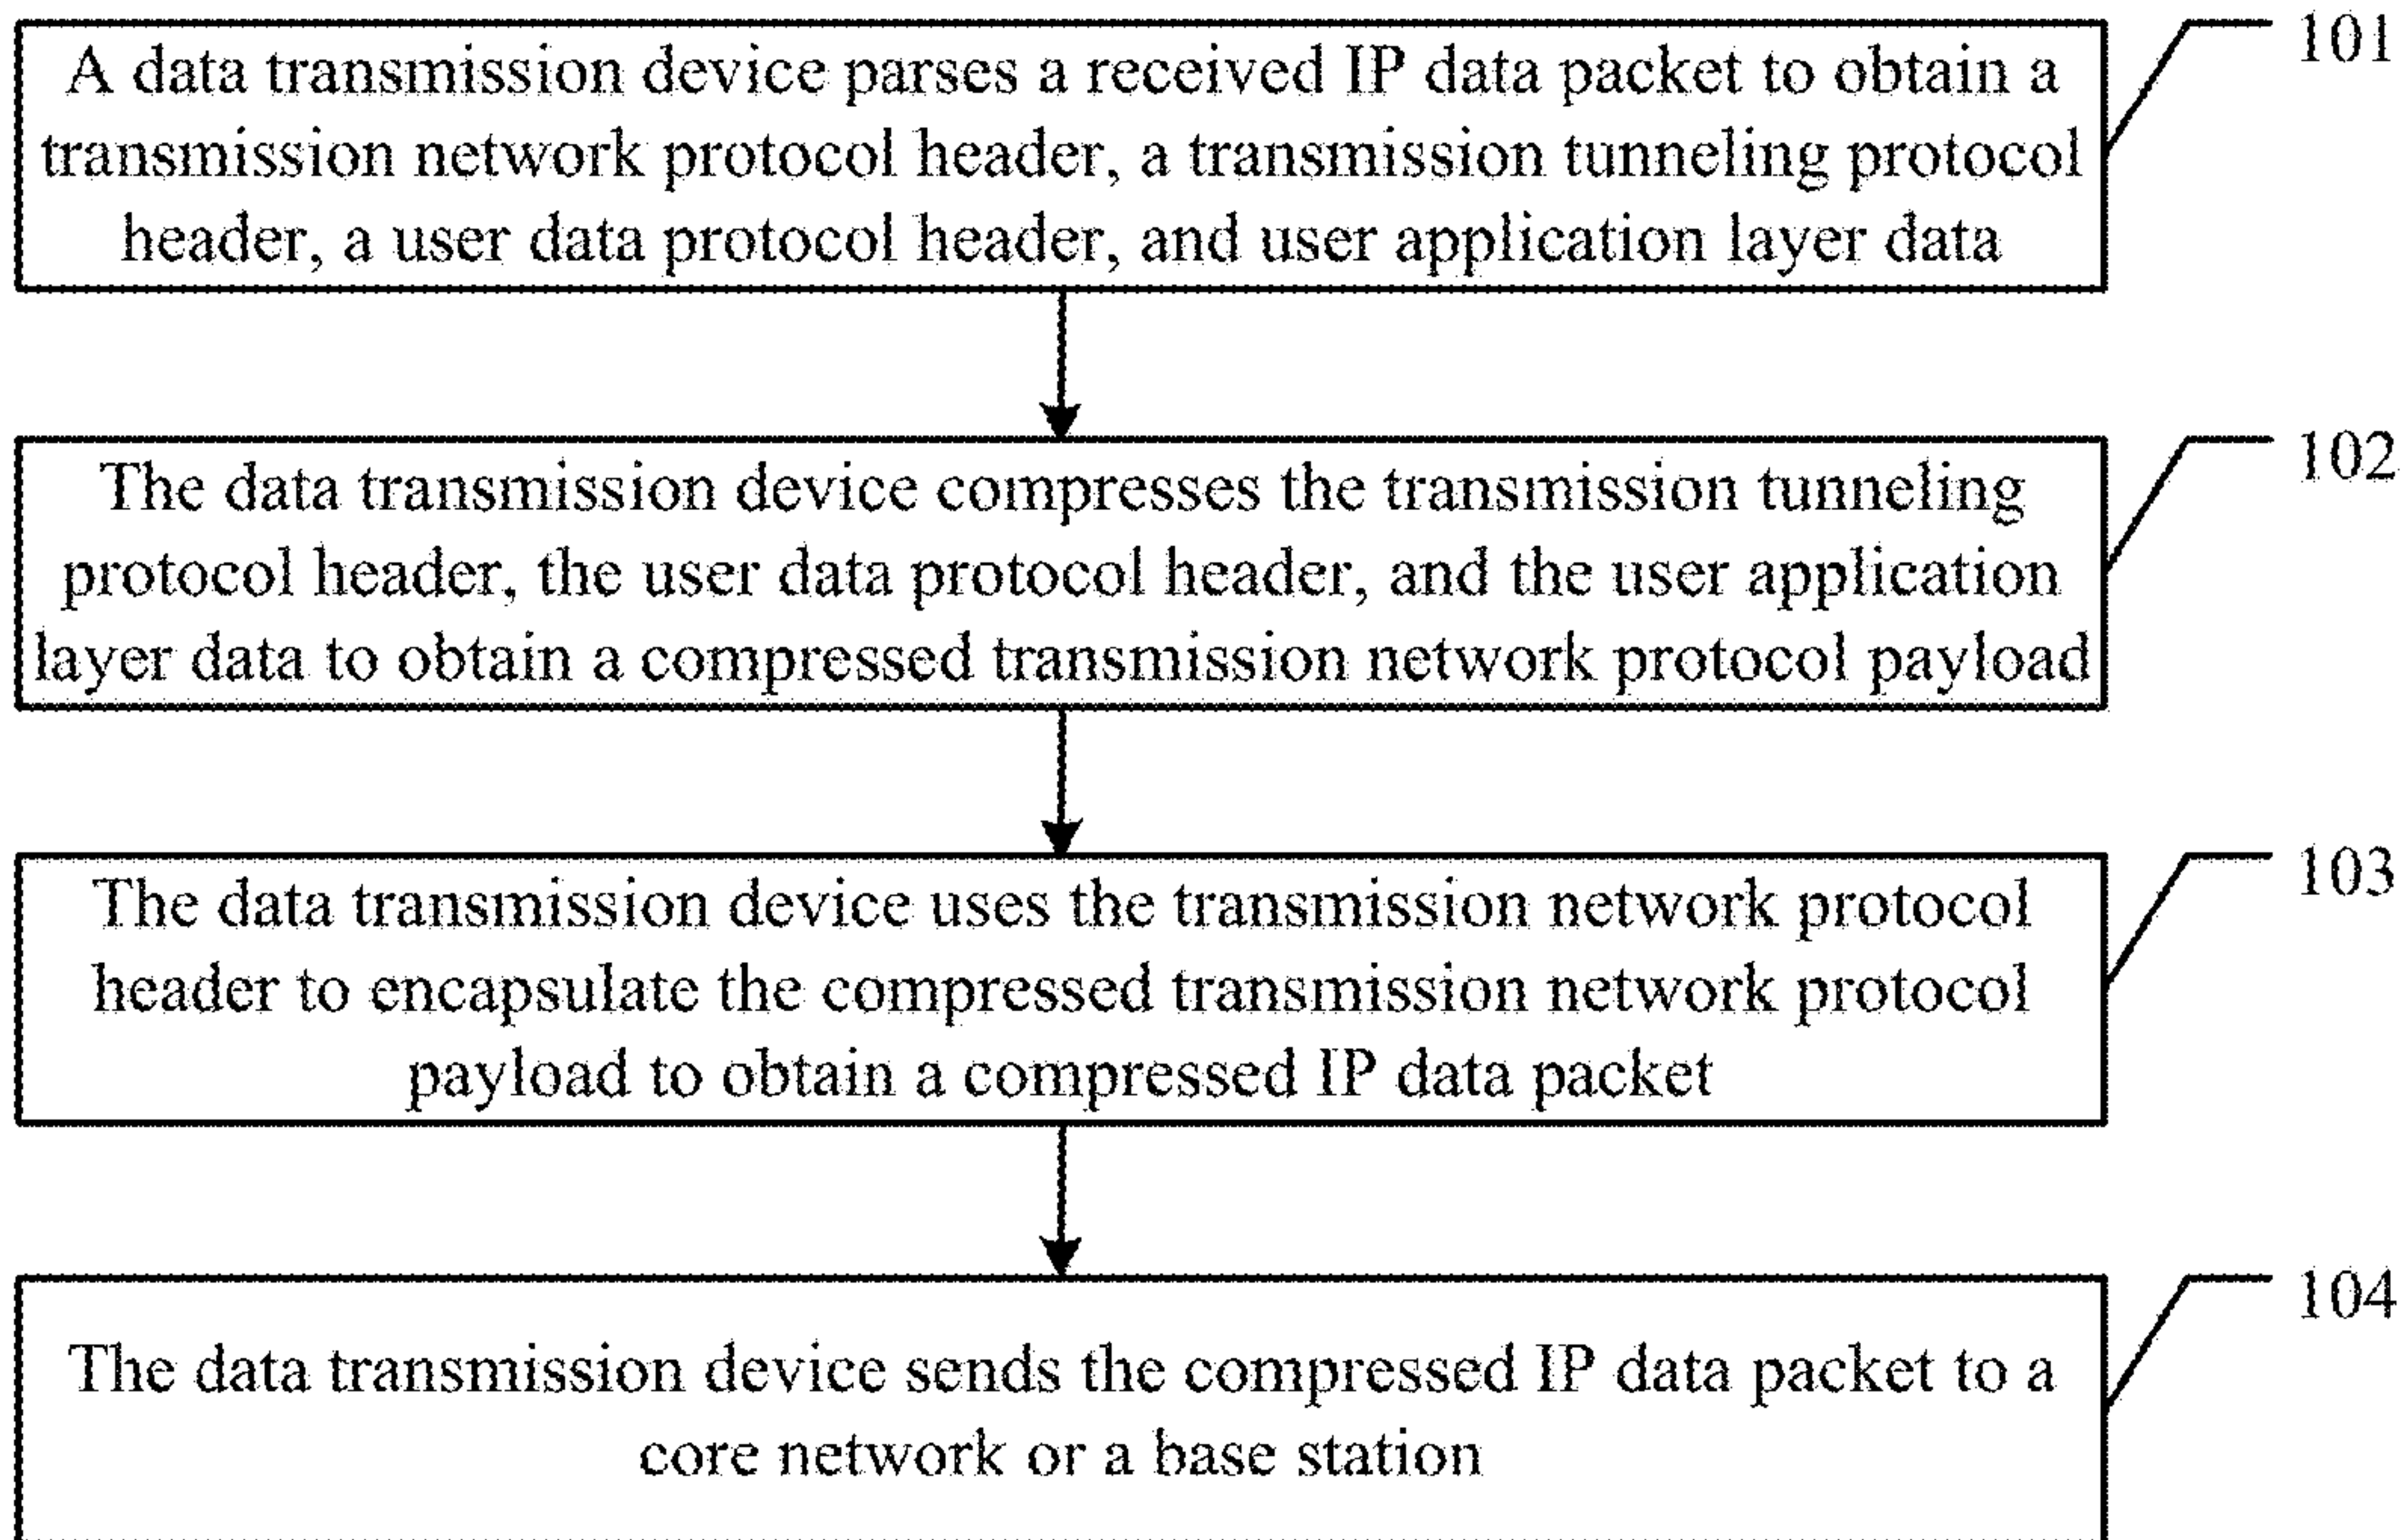 A data transmission device parses a received IP data packet to obtain a
transmission network protocol header, a transmission tunneling protocol
header, a user data protocol header, and user application layer data
101
The data transmission device compresses the transmission tunneling
protocol header, the user data protocol header, and the user application
layer data to obtain a compressed transmission network protocol payload
102
The data transmission device uses the transmission network protocol
header to encapsulate the compressed transmission network protocol
payload to obtain a compressed IP data packet
103
The data transmission device sends the compressed IP data packet to a
core network or a base station
104